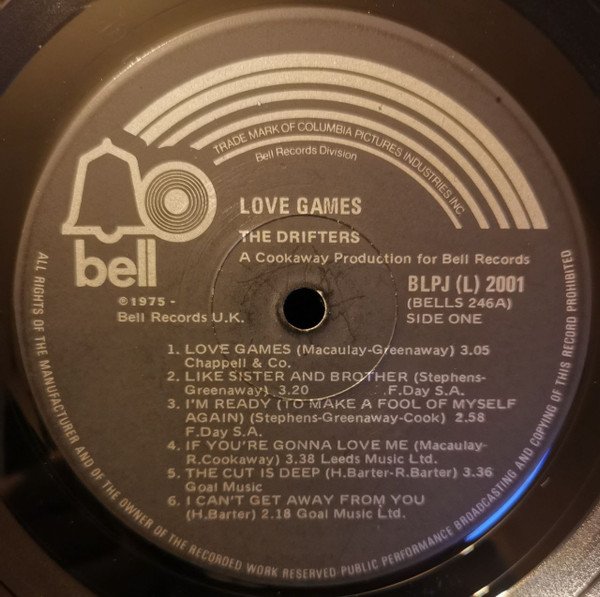 TRADE MARK OF COLUMBIA PICTURES INDUSTRIES INC
Bell Records Division
bell
LOVE GAMES
THE DRIFTERS
A Cookaway Production for Bell Records
©1975 -
Bell Records U.K.
BLPJ (L) 2001
(BELLS 246A)
SIDE ONE
1. LOVE GAMES (Macaulay-Greenaway) 3.05
Chappell & Co.
2. LIKE SISTER AND BROTHER (Stephens-
Greenaway) 3.20 F.Day S.A.
3. I'M READY (TO MAKE A FOOL OF MYSELF
AGAIN) (Stephens-Greenaway-Cook) 2.58
F.Day S.A.
4. IF YOU'RE GONNA LOVE ME (Macaulay-
R.Cookaway) 3.38 Leeds Music Ltd.
5. THE CUT IS DEEP (H.Barter-R.Barter) 3.36
Goal Music
6. I CAN'T GET AWAY FROM YOU
(H.Barter) 2.18 Goal Music Ltd.
ALL RIGHTS OF THE MANUFACTURER AND OF THE OWNER OF THE RECORDED WORK RESERVED PUBLIC PERFORMANCE BROADCASTING AND COPYING OF THIS RECORD PROHIBITED